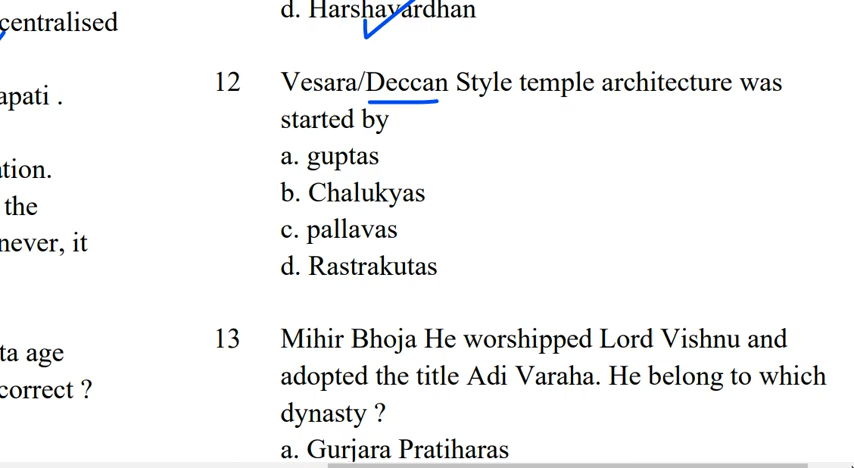 centralised
apati .
ation.
the
never, it
ta age
correct ?
d. Harshavardhan
12 Vesara/Deccan Style temple architecture was
started by
a. guptas
b. Chalukyas
c. pallavas
d. Rastrakutas
13 Mihir Bhoja He worshipped Lord Vishnu and
adopted the title Adi Varaha. He belong to which
dynasty ?
a. Gurjara Pratiharas